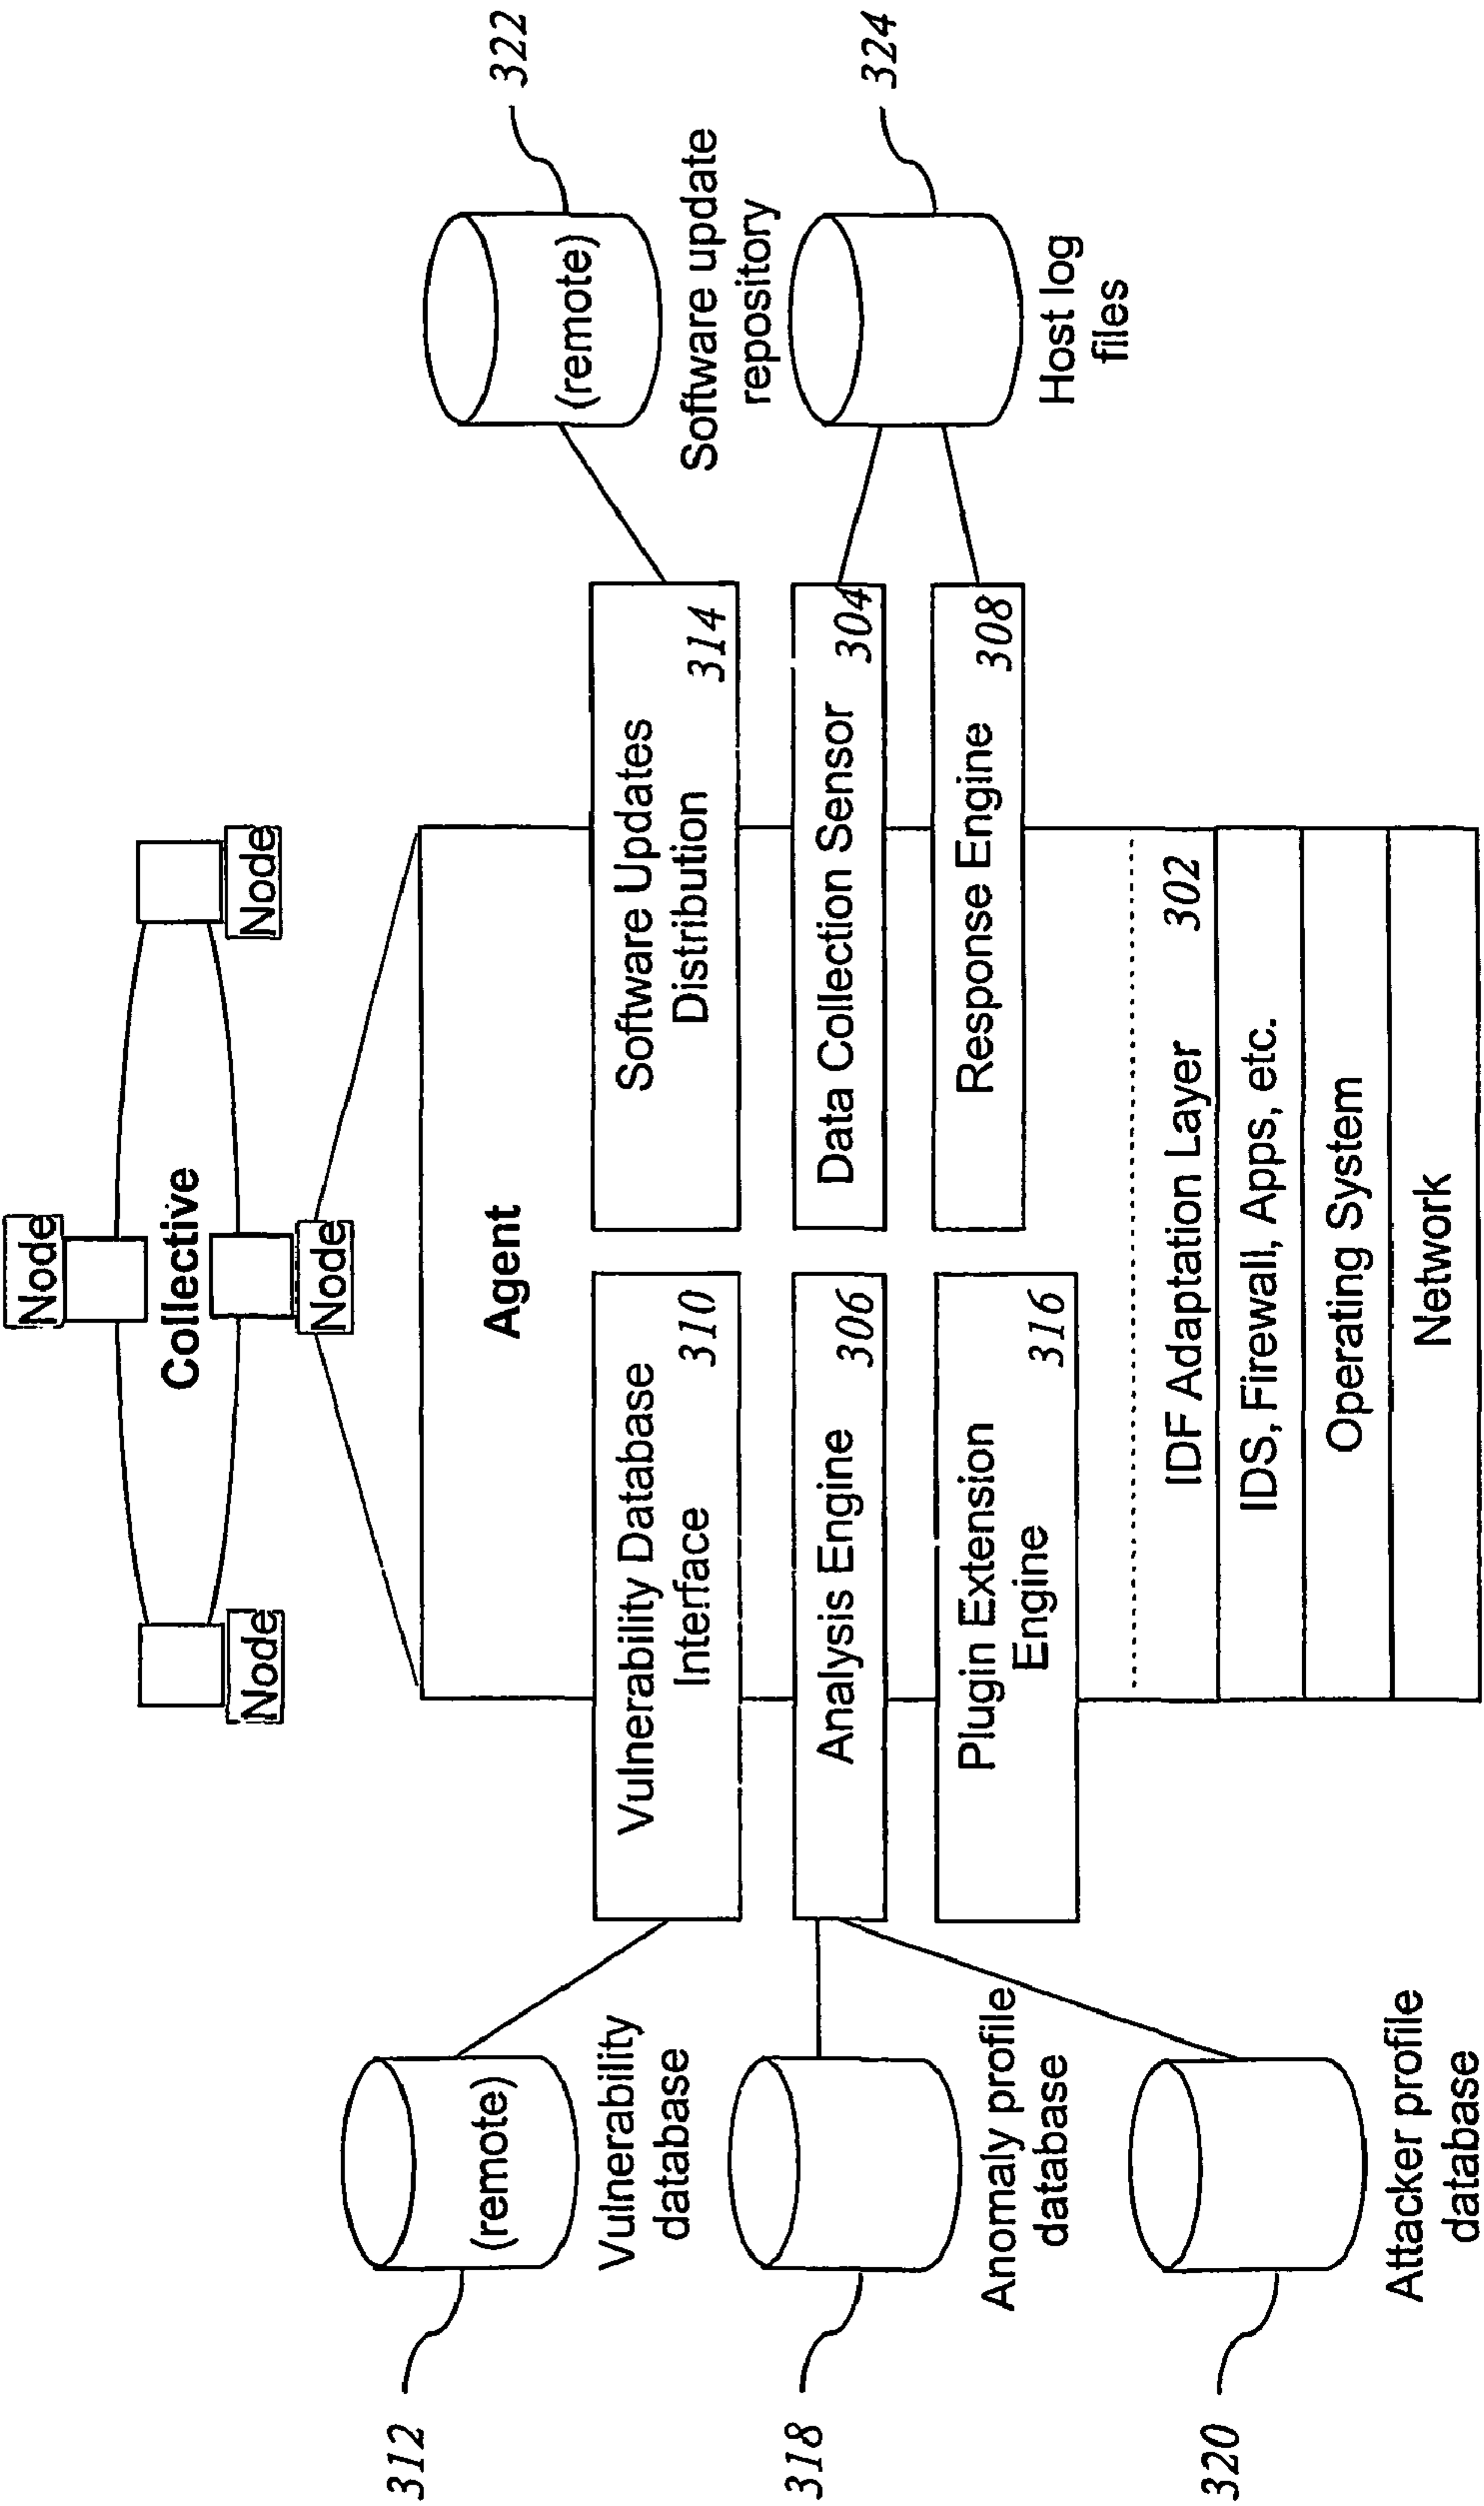 Node
Collective
Node
Node
Node
Agent
312
(remote)
Vulnerability
database
318
Anomaly profile
database
320
Attacker profile
database
Vulnerability Database
Interface 310
Analysis Engine 306
Plugin Extension
Engine 316
Software Updates
Distribution 314
Data Collection Sensor 304
Response Engine 308
322
(remote)
Software update
repository
324
Host log
files
IDF Adaptation Layer 302
IDS, Firewall, Apps, etc.
Operating System
Network